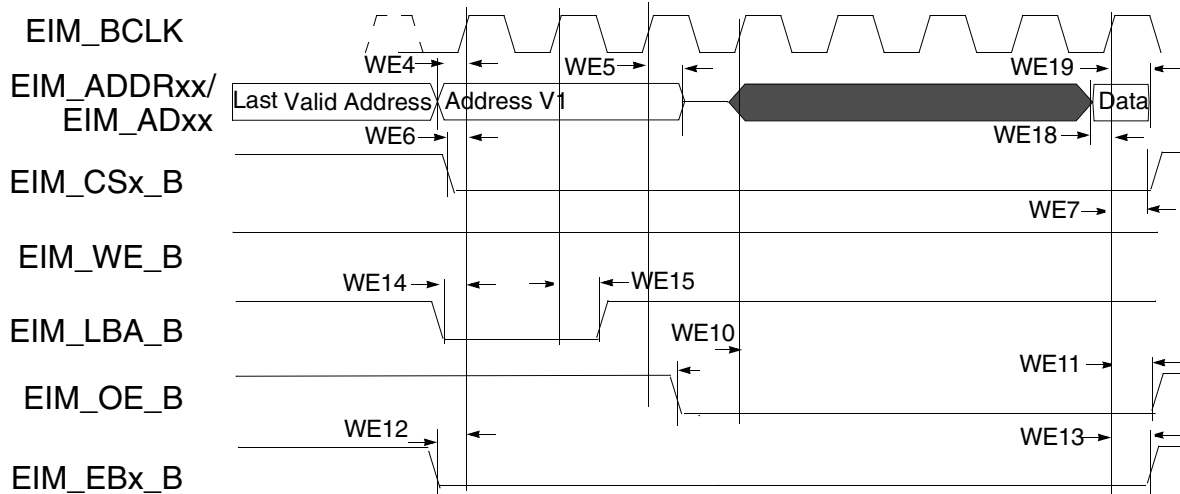 EIM_BCLK
WE4
WE5
WE19
EIM_ADDRxx/
EIM_ADxx
Last Valid Address
Address V1
Data
WE6
WE18
EIM_CSx_B
WE7
EIM_WE_B
WE14
WE15
EIM_LBA_B
WE10
WE11
EIM_OE_B
WE12
WE13
EIM_EBx_B